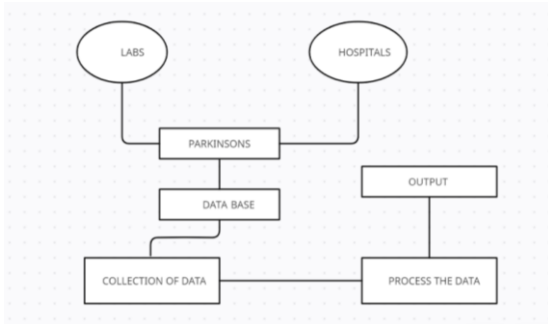 LABS
HOSPITALS
PARKINSONS
OUTPUT
DATA BASE
COLLECTION OF DATA
PROCESS THE DATA